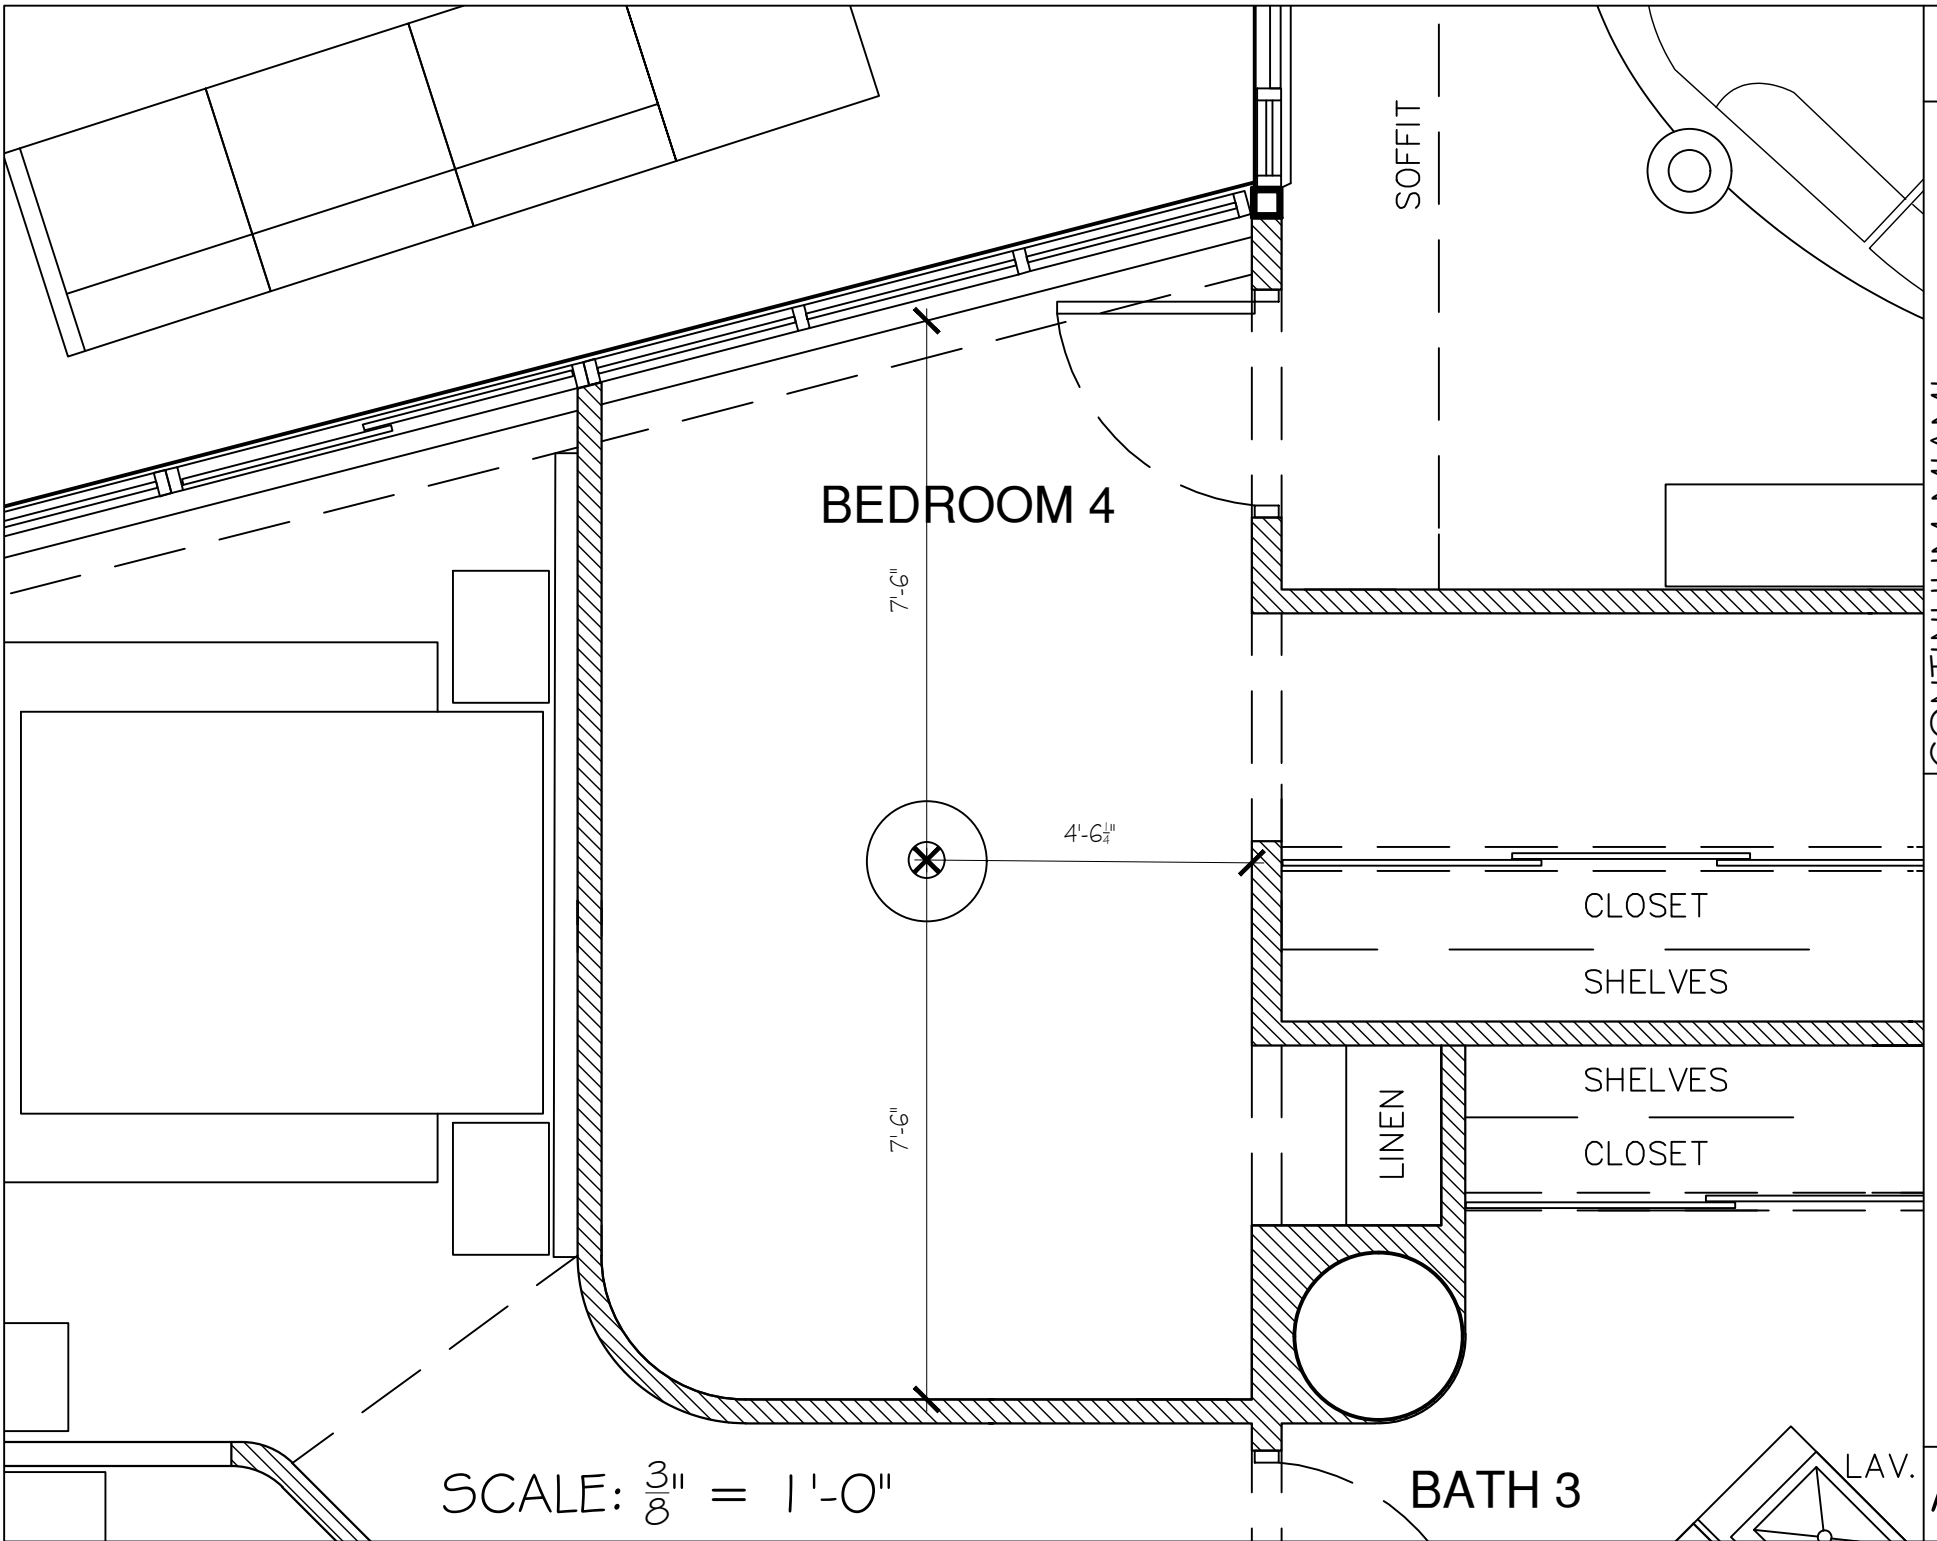 SOFFIT
BEDROOM 4
7'-6"
4'-6¼"
CLOSET
SHELVES
SHELVES
CLOSET
LINEN
7'-6"
SCALE: 3/8" = 1'-0"
BATH 3
LAV.